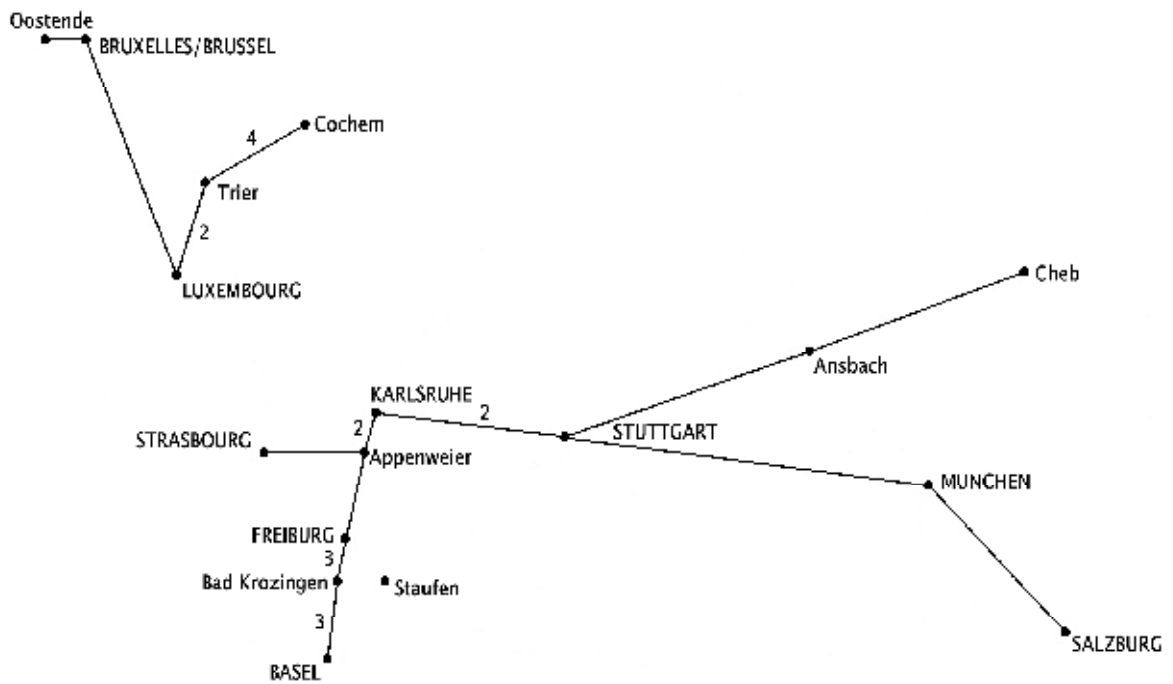 Oostende
BRUXELLES/BRUSSEL
4
Cochem
Trier
2
LUXEMBOURG
Cheb
Ansbach
KARLSRUHE
2
2
STUTTGART
STRASBOURG
Appenweier
MUNCHEN
FREIBURG
3
Bad Krozingen
Staufen
3
SALZBURG
BASEL